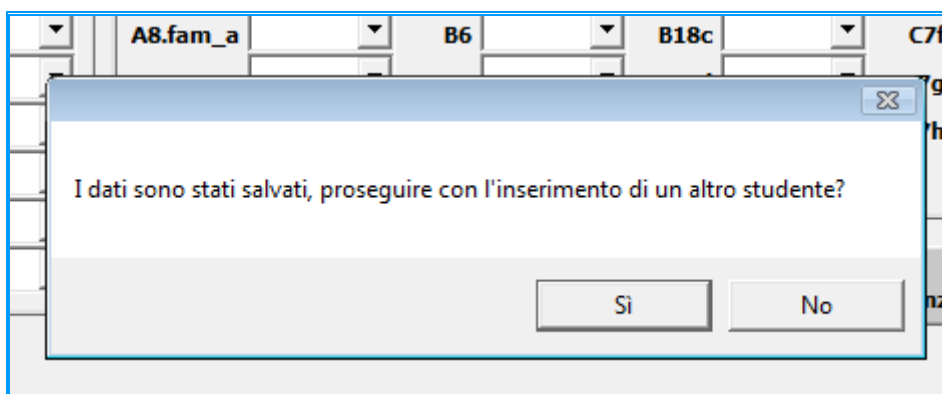 A8.fam_a B6 B18c
I dati sono stati salvati, proseguire con l'inserimento di un altro studente?
Sì No